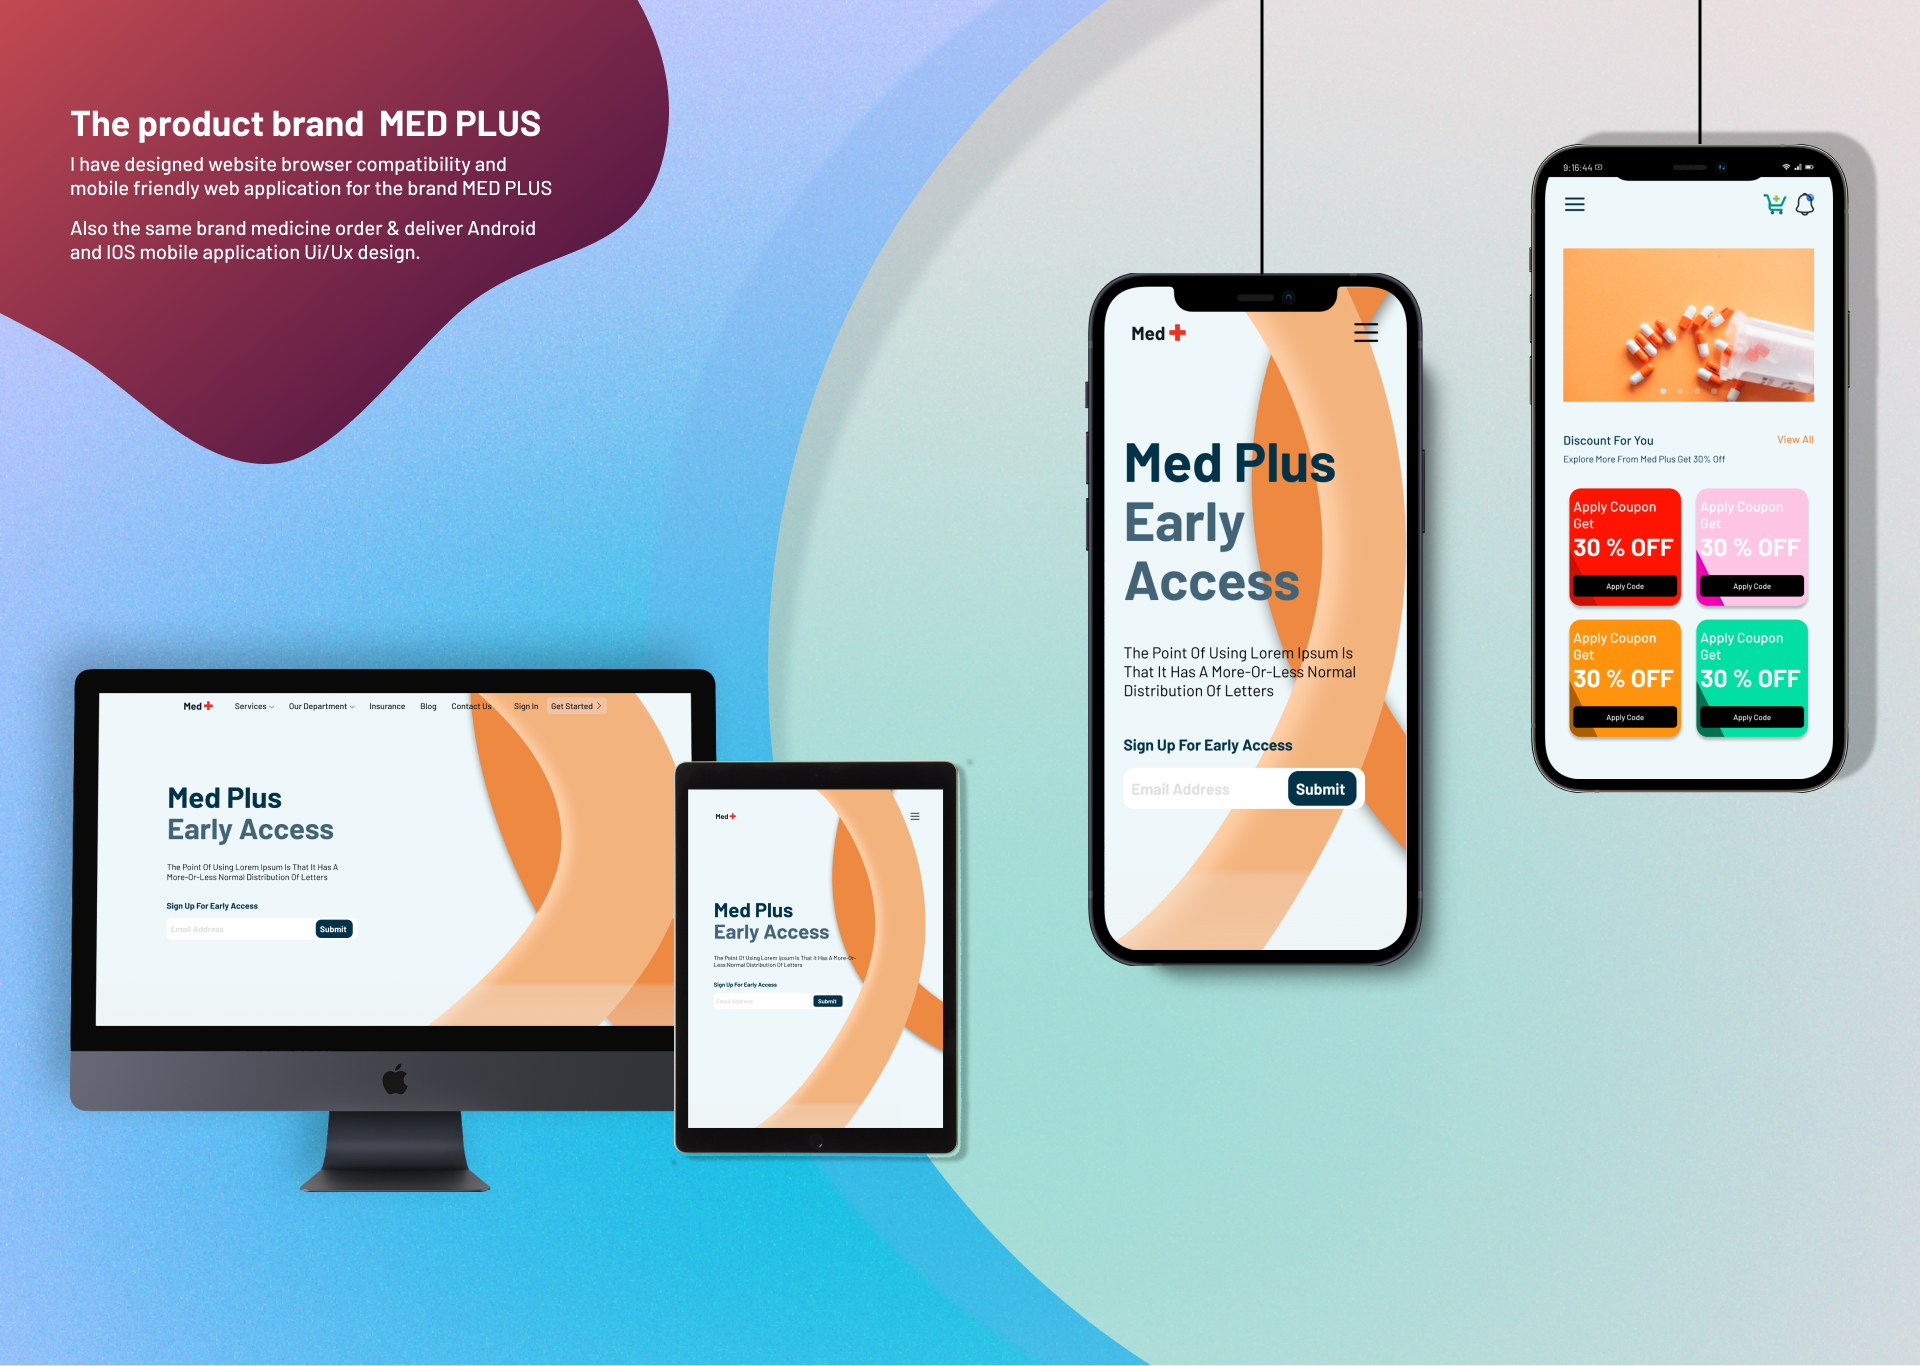 The product brand MED PLUS
I have designed website browser compatibility and
mobile friendly web application for the brand MED PLUS
Also the same brand medicine order & deliver Android
and IOS mobile application Ui/Ux design.
Med
Services
Our Department
Insurance
Blog
Contact Us
Sign In
Get Started
Med Plus
Early Access
The Point Of Using Lorem Ipsum Is That It Has A
More-Or-Less Normal Distribution Of Letters
Sign Up For Early Access
Email Address
Submit
Med
Med Plus
Early Access
The Point Of Using Lorem Ipsum Is That It Has A More-Or-
Less Normal Distribution Of Letters
Sign Up For Early Access
Email Address
Submit
Med
Med Plus
Early
Access
The Point Of Using Lorem Ipsum Is
That It Has A More-Or-Less Normal
Distribution Of Letters
Sign Up For Early Access
Email Address
Submit
9:16:44
Discount For You
View All
Explore More From Med Plus Get 30% Off
Apply Coupon
Get
30 % OFF
Apply Code
Apply Coupon
Get
30 % OFF
Apply Code
Apply Coupon
Get
30 % OFF
Apply Code
Apply Coupon
Get
30 % OFF
Apply Code